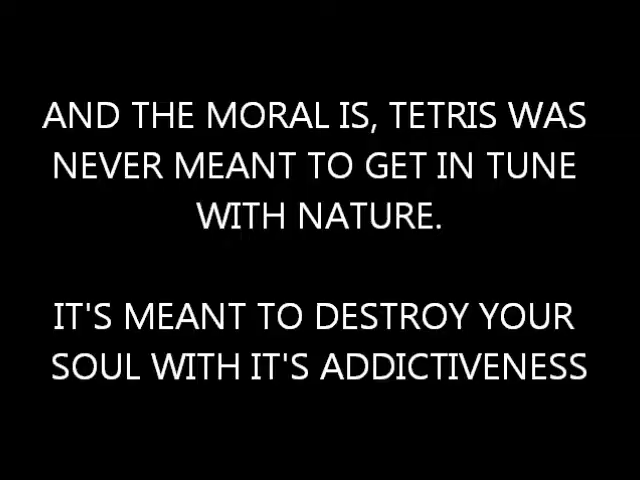 AND THE MORAL IS, TETRIS WAS
NEVER MEANT TO GET IN TUNE
WITH NATURE.
IT'S MEANT TO DESTROY YOUR
SOUL WITH IT'S ADDICTIVENESS